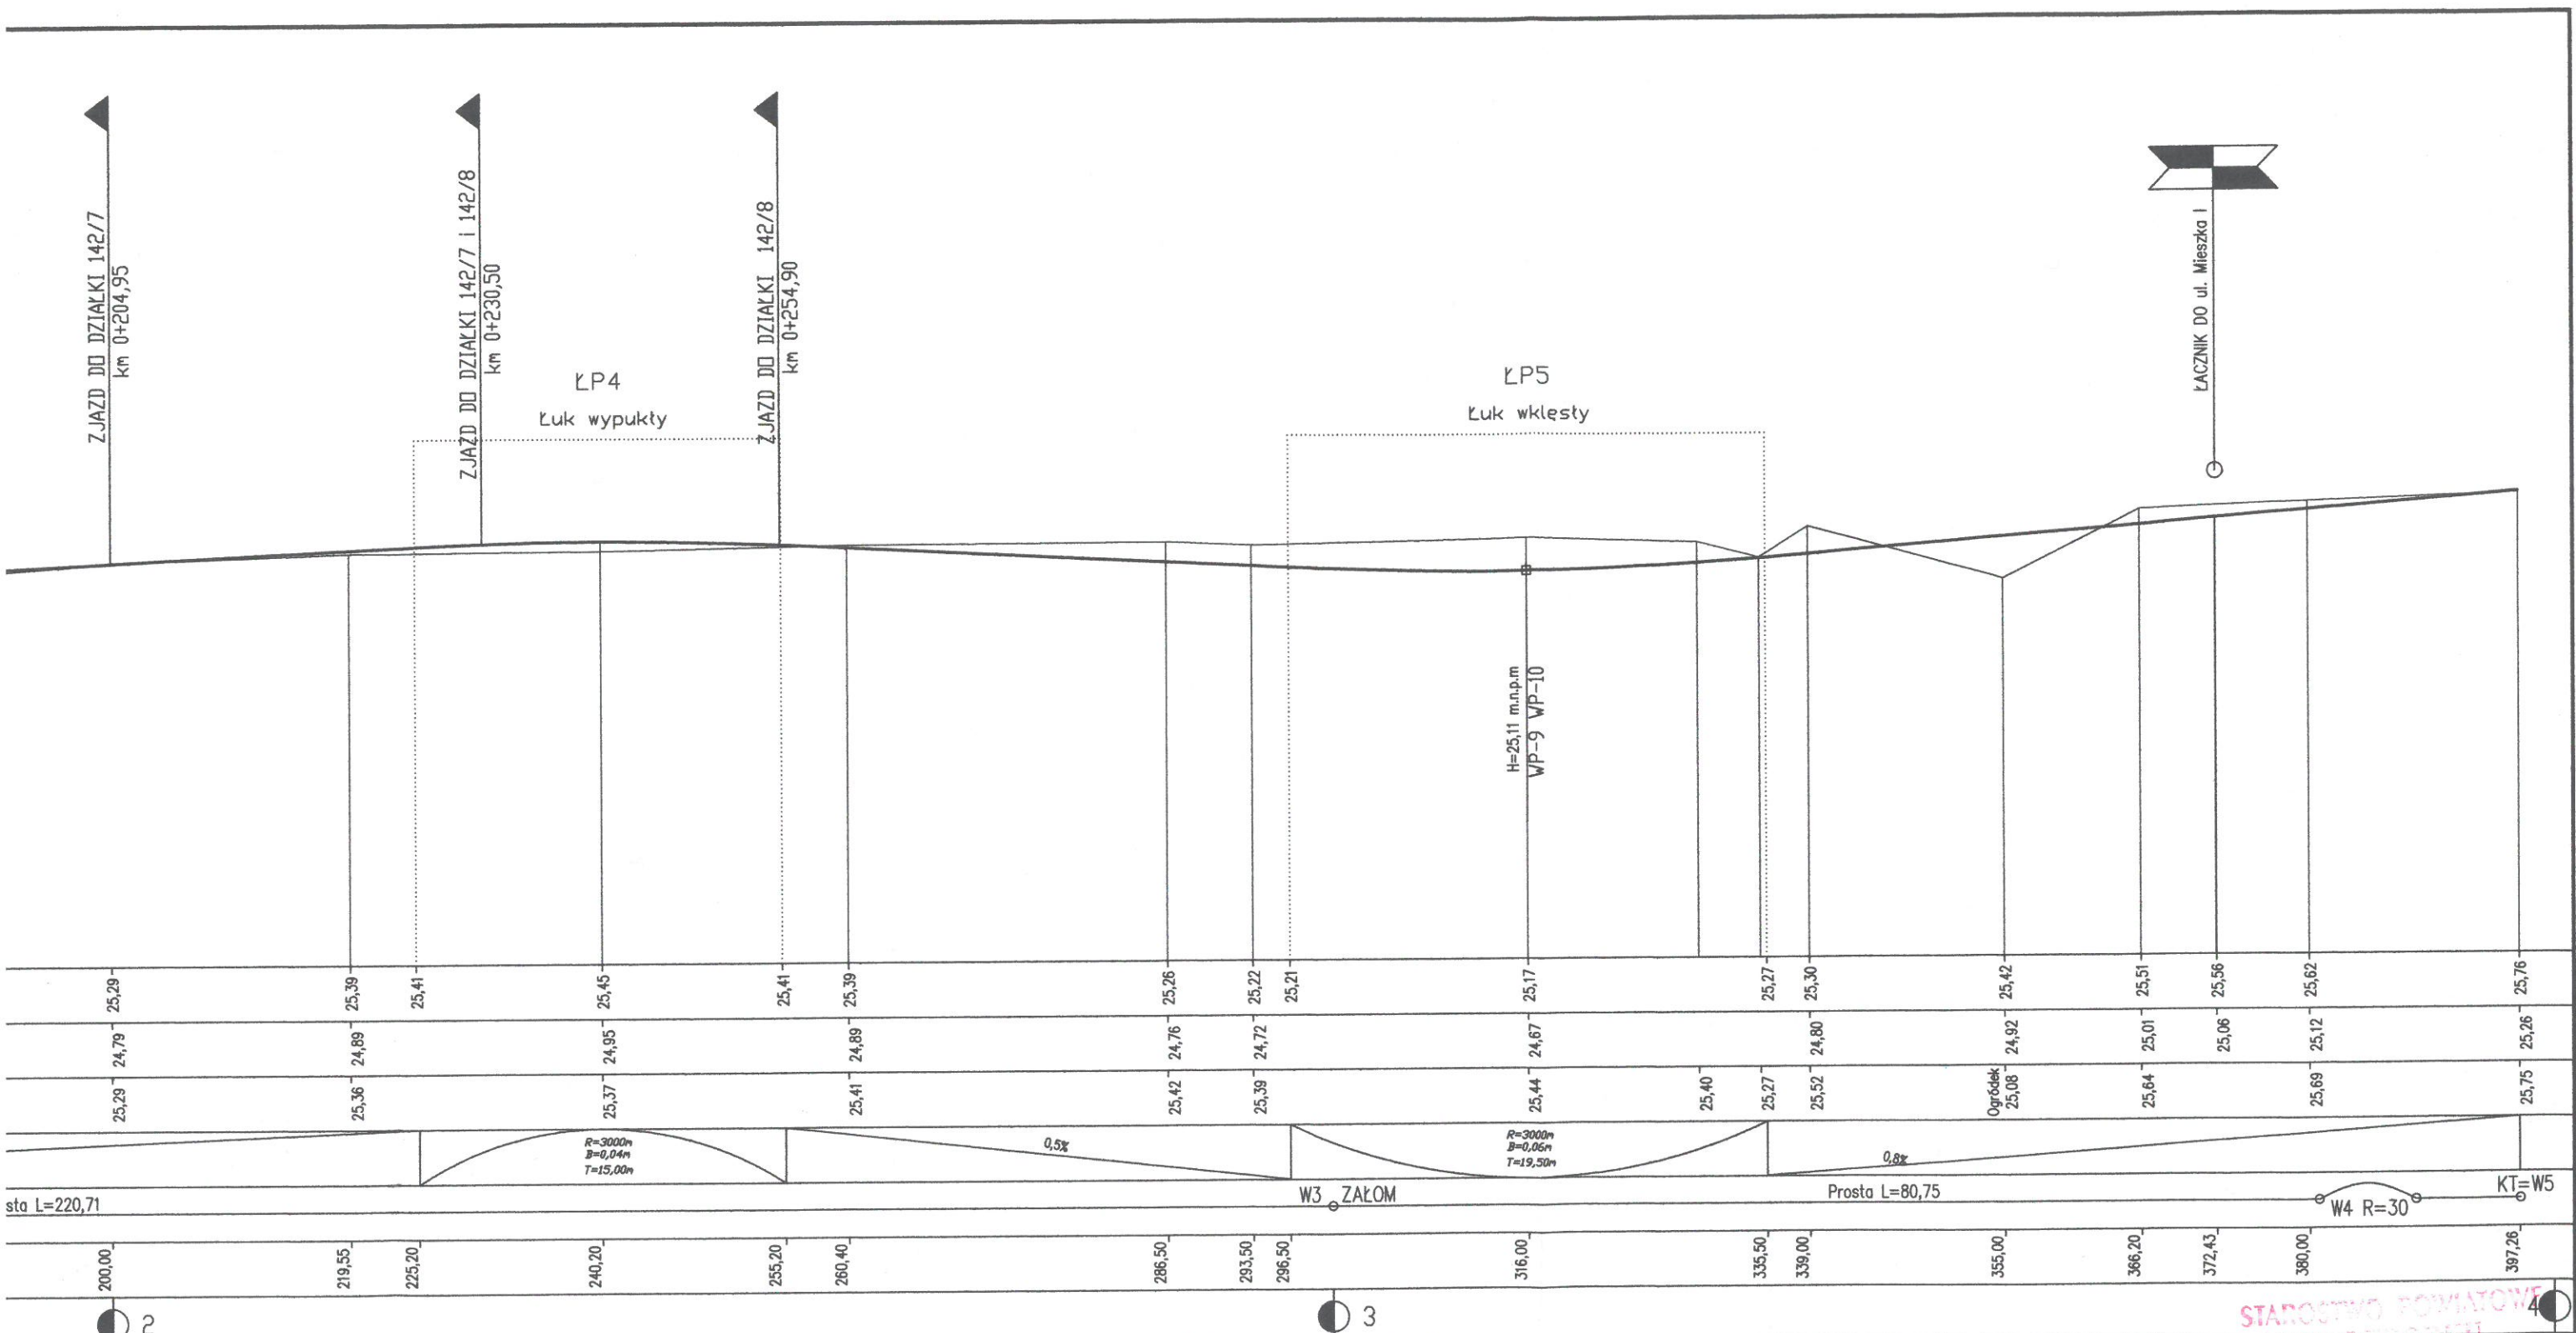 ZJAZD DO DZIAŁKI 142/7
km 0+204,95
ZJAZD DO DZIAŁKI 142/7 i 142/8
km 0+230,50
ZJAZD DO DZIAŁKI 142/8
km 0+254,90
ŁP4
Łuk wypukły
ŁP5
Łuk wklęsły
ŁACZNIK DO ul. Mieszka I
H=25,11 m.n.p.m
WP-9 WP-10
25,29 25,39 25,41 25,45 25,41 25,39 25,26 25,22 25,21 25,17 25,27 25,30 25,42 25,51 25,56 25,62 25,76
24,79 24,89 24,95 24,89 24,76 24,72 24,67 24,80 24,92 25,01 25,06 25,12 25,26
25,29 25,36 25,37 25,41 25,42 25,39 25,44 25,40 25,27 25,52 Ogródek 25,08 25,64 25,69 25,75
R=3000m
B=0,04m
T=15,00m
0,5%
R=3000m
B=0,06m
T=19,50m
0,8%
sta L=220,71
W3 ZAŁOM
Prosta L=80,75
W4 R=30
KT=W5
200,00 219,55 225,20 240,20 255,20 260,40 286,50 293,50 296,50 316,00 335,50 339,00 355,00 366,20 372,43 380,00 397,26
2
3
4
STAROSTWO POWIATOWE